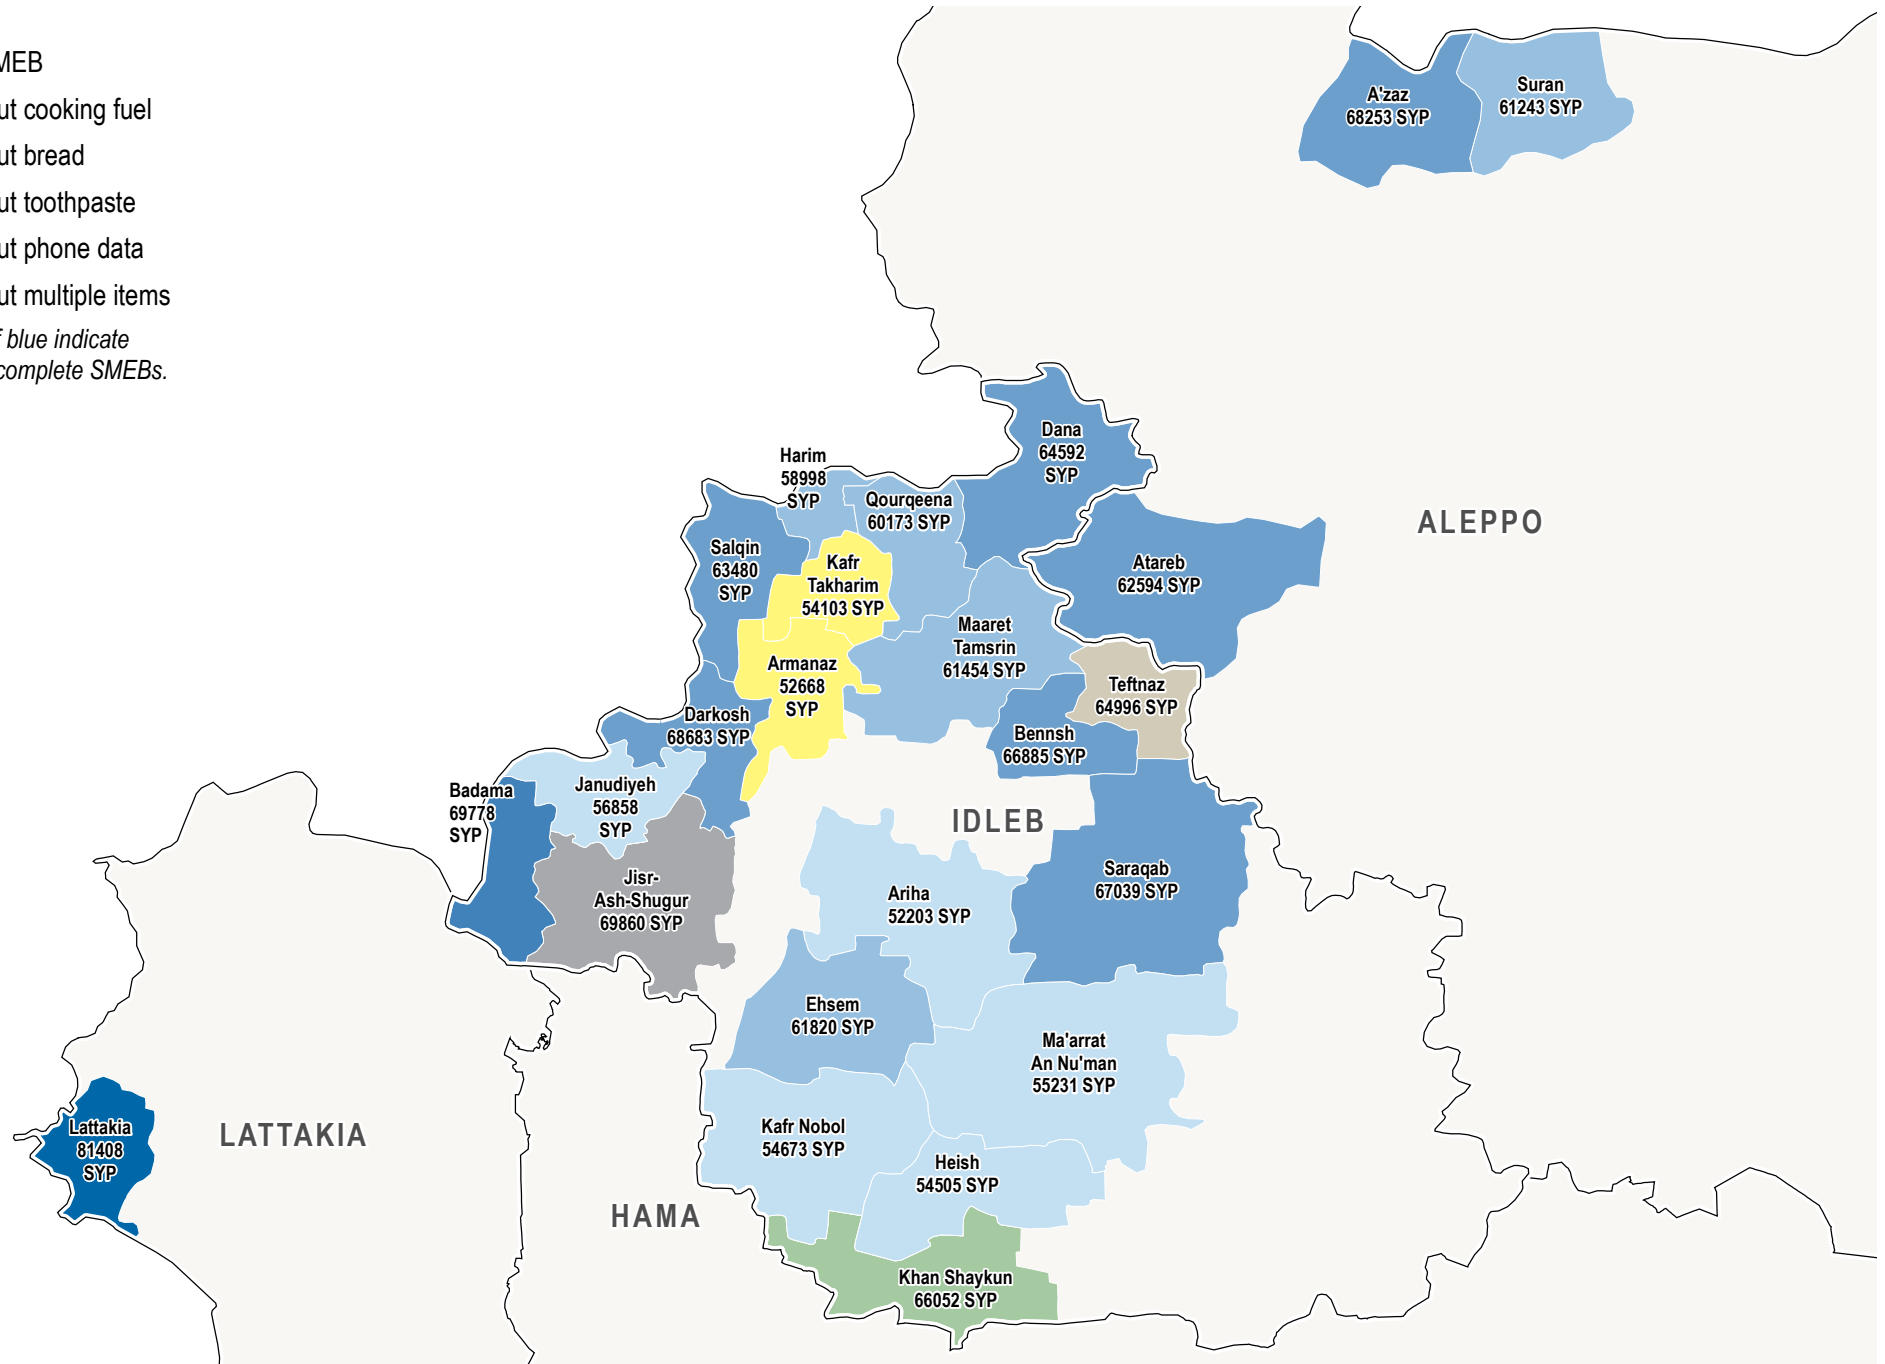 MEB
ut cooking fuel
ut bread
ut toothpaste
ut phone data
ut multiple items
f blue indicate
complete SMEBs.
A'zaz
68253 SYP
Suran
61243 SYP
Dana
64592
SYP
Harim
58998
SYP
Qourqeena
60173 SYP
ALEPPO
Salqin
63480
SYP
Kafr
Takharim
54103 SYP
Atareb
62594 SYP
Maaret
Tamsrin
61454 SYP
Armanaz
52668
SYP
Teftnaz
64996 SYP
Darkosh
68683 SYP
Bennsh
66885 SYP
Badama
69778
SYP
Janudiyeh
56858
SYP
IDLEB
Saraqab
67039 SYP
Jisr-
Ash-Shugur
69860 SYP
Ariha
52203 SYP
Ehsem
61820 SYP
Ma'arrat
An Nu'man
55231 SYP
Lattakia
81408
SYP
LATTAKIA
Kafr Nobol
54673 SYP
Heish
54505 SYP
HAMA
Khan Shaykun
66052 SYP